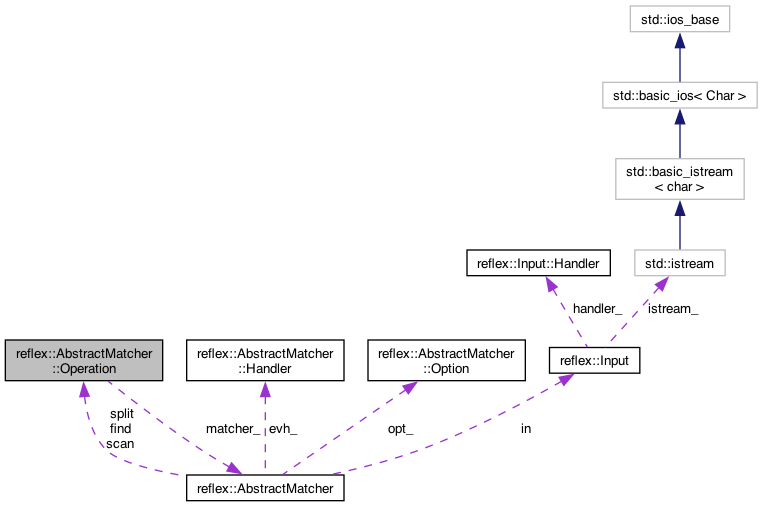 std::ios_base
std::basic_ios< Char >
std::basic_istream
< char >
reflex::Input::Handler
std::istream
handler_
istream_
reflex::AbstractMatcher
::Operation
reflex::AbstractMatcher
::Handler
reflex::AbstractMatcher
::Option
reflex::Input
split
find
scan
matcher_
evh_
opt_
in
reflex::AbstractMatcher